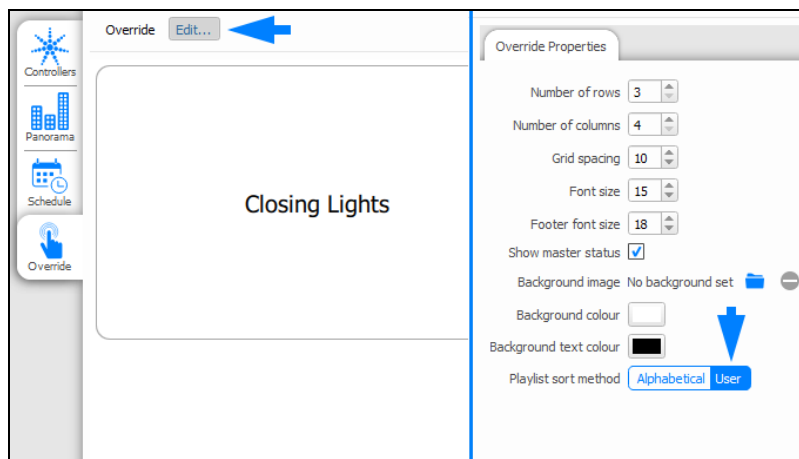 Controllers
Panorama
Schedule
Override
Override Edit...
Closing Lights
Override Properties
Number of rows 3
Number of columns 4
Grid spacing 10
Font size 15
Footer font size 18
Show master status
Background image No background set
Background colour
Background text colour
Playlist sort method Alphabetical User